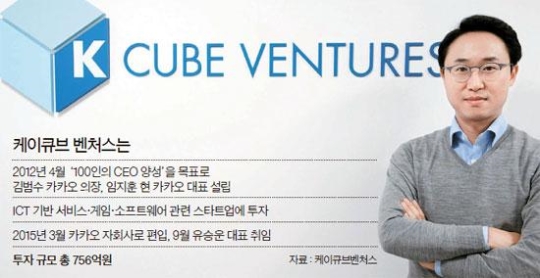 K CUBE VENTURES
케이큐브 벤처스는
2012년 4월 '100인의 CEO 양성'을 목표로
김범수 카카오 의장, 임지훈 현 카카오 대표 설립
ICT 기반 서비스·게임·소프트웨어 관련 스타트업에 투자
2015년 3월 카카오 자회사로 편입, 9월 유승운 대표 취임
투자 규모 총 756억원
자료 : 케이큐브벤처스